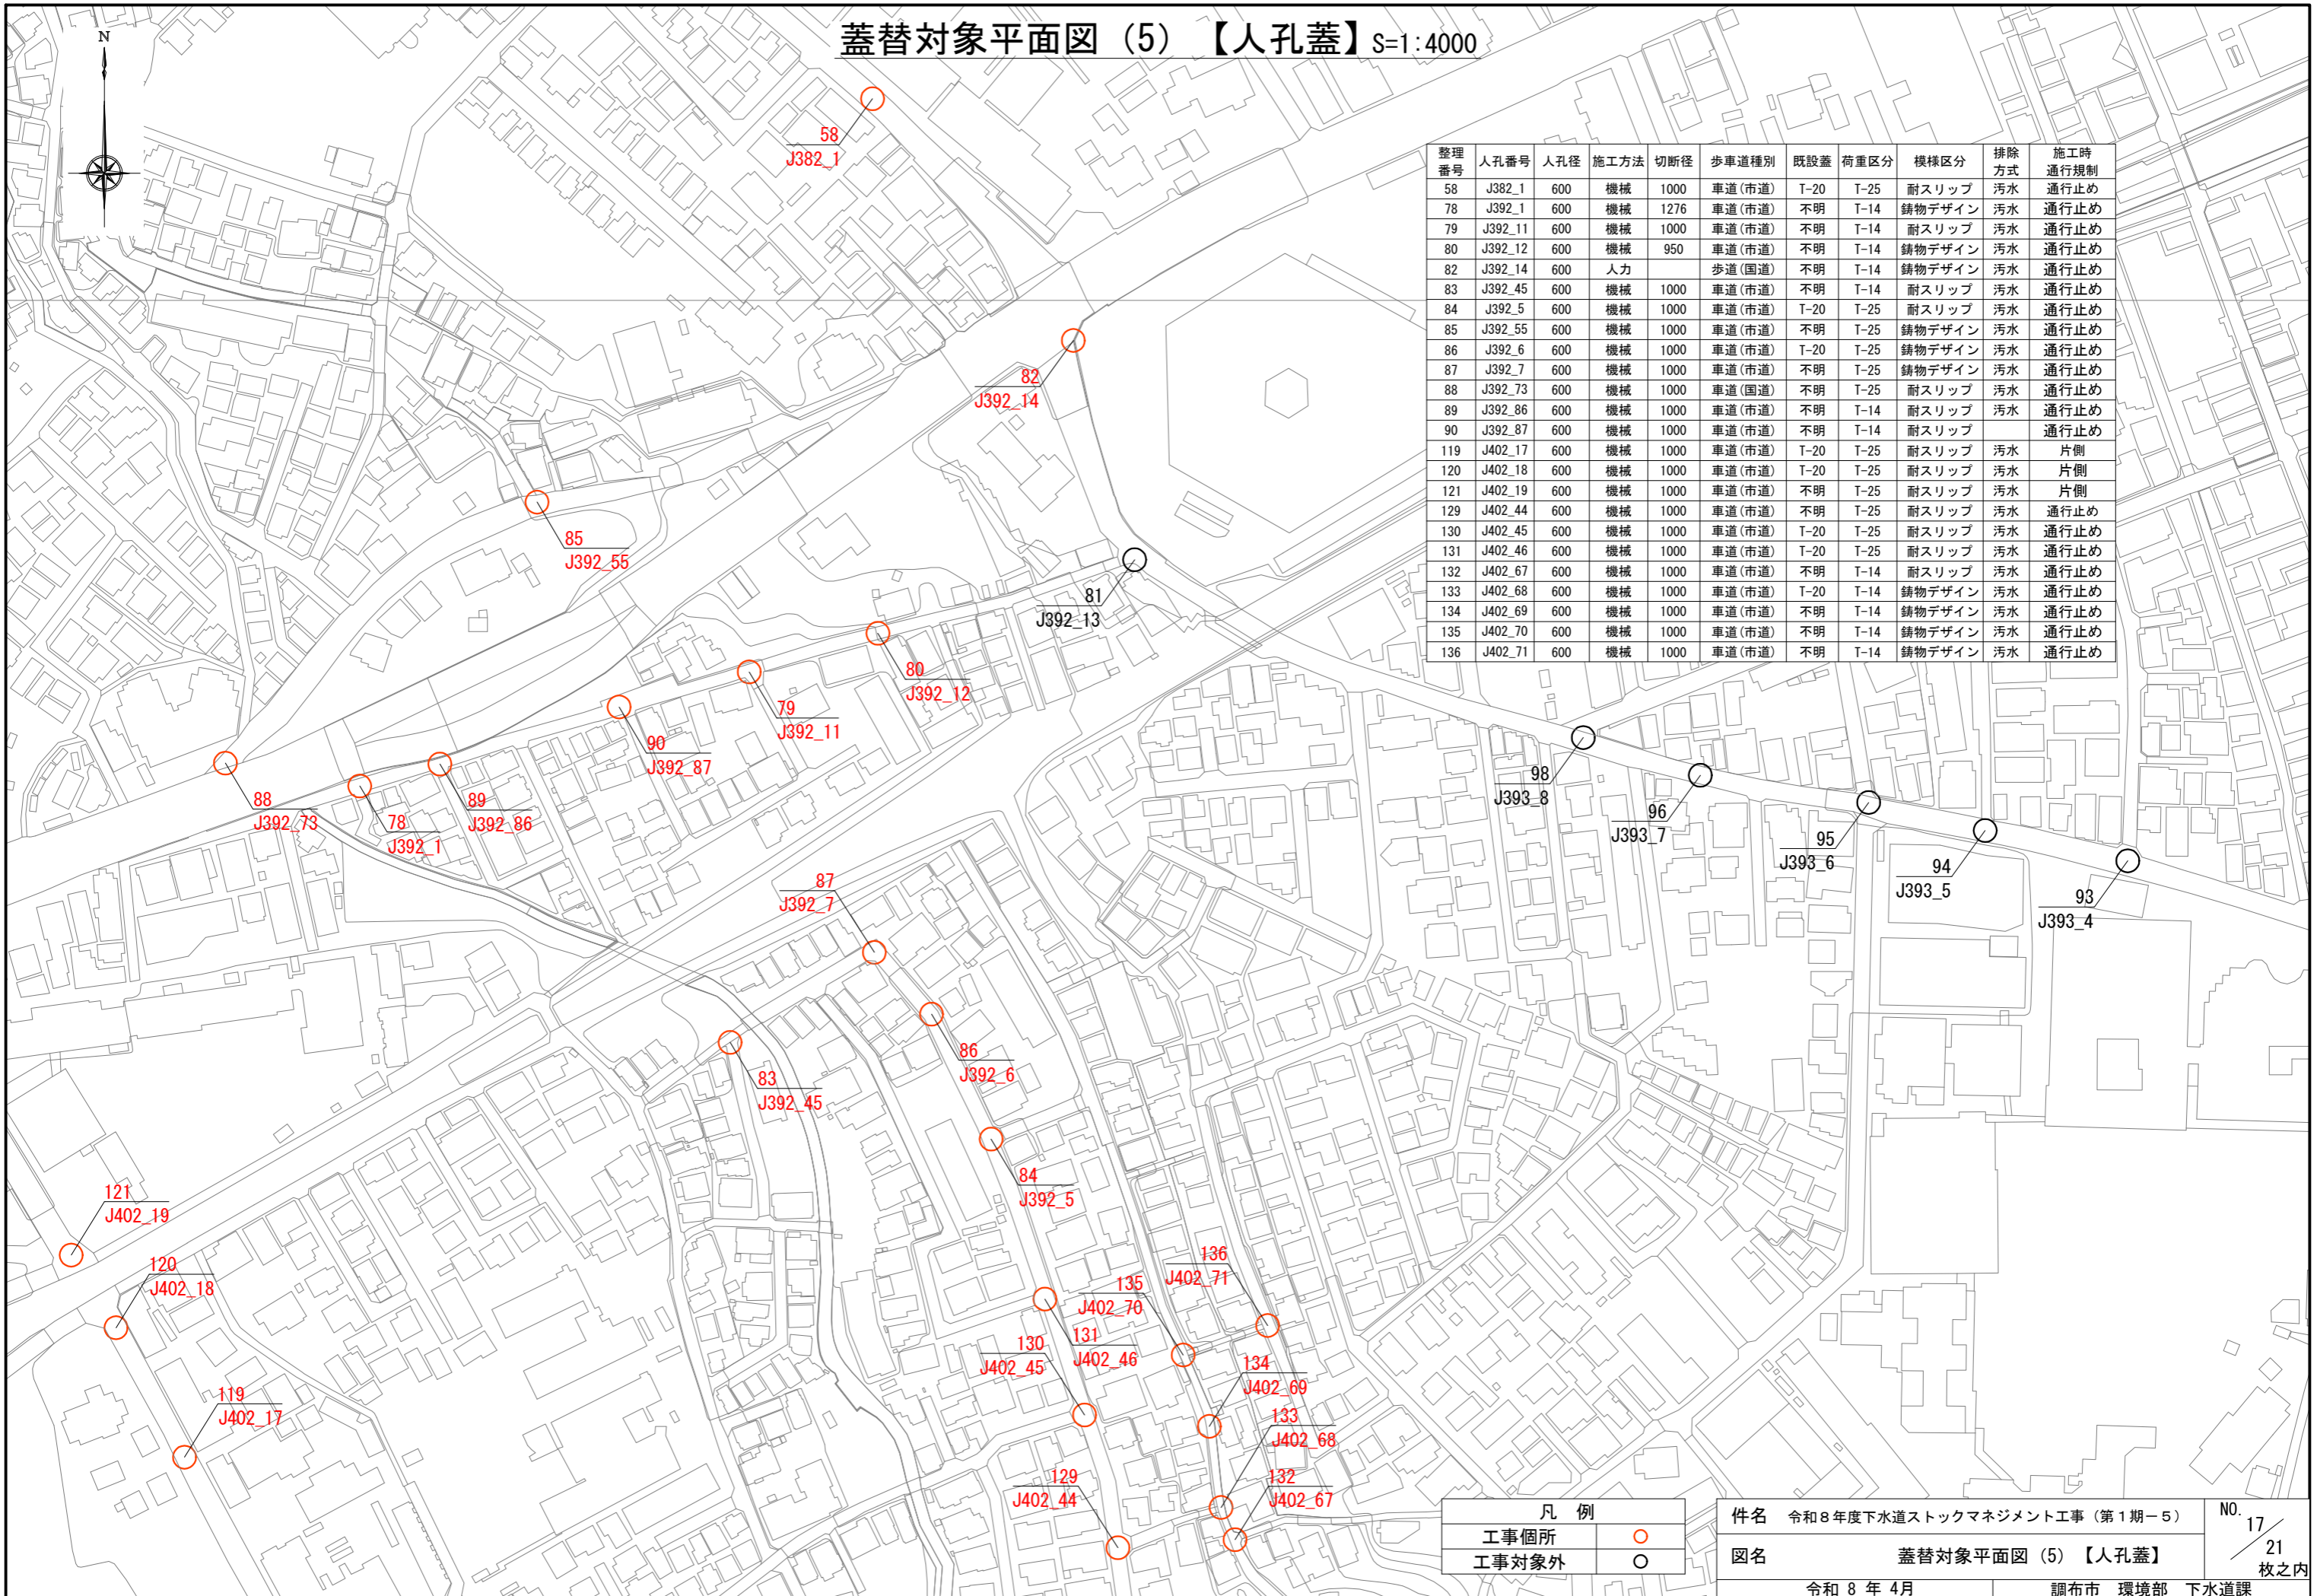 蓋替対象平面図（5）【人孔蓋】S=1:4000
N
整理番号 人孔番号 人孔径 施工方法 切断径 歩車道種別 既設蓋 荷重区分 模様区分 排除方式 施工時通行規制
58 J382_1 600 機械 1000 車道(市道) T-20 T-25 耐スリップ 汚水 通行止め
78 J392_1 600 機械 1276 車道(市道) 不明 T-14 鋳物デザイン 汚水 通行止め
79 J392_11 600 機械 1000 車道(市道) 不明 T-14 耐スリップ 汚水 通行止め
80 J392_12 600 機械 950 車道(市道) 不明 T-14 鋳物デザイン 汚水 通行止め
82 J392_14 600 人力 歩道(国道) 不明 T-14 鋳物デザイン 汚水 通行止め
83 J392_45 600 機械 1000 車道(市道) 不明 T-14 耐スリップ 汚水 通行止め
84 J392_5 600 機械 1000 車道(市道) T-20 T-25 耐スリップ 汚水 通行止め
85 J392_55 600 機械 1000 車道(市道) 不明 T-25 鋳物デザイン 汚水 通行止め
86 J392_6 600 機械 1000 車道(市道) T-20 T-25 鋳物デザイン 汚水 通行止め
87 J392_7 600 機械 1000 車道(市道) 不明 T-25 鋳物デザイン 汚水 通行止め
88 J392_73 600 機械 1000 車道(国道) 不明 T-25 耐スリップ 汚水 通行止め
89 J392_86 600 機械 1000 車道(市道) 不明 T-14 耐スリップ 汚水 通行止め
90 J392_87 600 機械 1000 車道(市道) 不明 T-14 耐スリップ 通行止め
119 J402_17 600 機械 1000 車道(市道) T-20 T-25 耐スリップ 汚水 片側
120 J402_18 600 機械 1000 車道(市道) T-20 T-25 耐スリップ 汚水 片側
121 J402_19 600 機械 1000 車道(市道) 不明 T-25 耐スリップ 汚水 片側
129 J402_44 600 機械 1000 車道(市道) 不明 T-25 耐スリップ 汚水 通行止め
130 J402_45 600 機械 1000 車道(市道) T-20 T-25 耐スリップ 汚水 通行止め
131 J402_46 600 機械 1000 車道(市道) T-20 T-25 耐スリップ 汚水 通行止め
132 J402_67 600 機械 1000 車道(市道) 不明 T-14 耐スリップ 汚水 通行止め
133 J402_68 600 機械 1000 車道(市道) T-20 T-14 鋳物デザイン 汚水 通行止め
134 J402_69 600 機械 1000 車道(市道) 不明 T-14 鋳物デザイン 汚水 通行止め
135 J402_70 600 機械 1000 車道(市道) 不明 T-14 鋳物デザイン 汚水 通行止め
136 J402_71 600 機械 1000 車道(市道) 不明 T-14 鋳物デザイン 汚水 通行止め
58
J382_1
82
J392_14
85
J392_55
81
J392_13
80
J392_12
79
J392_11
90
J392_87
88
J392_73
78
J392_1
89
J392_86
98
J393_8
96
J393_7
95
J393_6
94
J393_5
93
J393_4
87
J392_7
86
J392_6
83
J392_45
84
J392_5
121
J402_19
120
J402_18
119
J402_17
136
J402_71
135
J402_70
131
J402_46
130
J402_45
134
J402_69
133
J402_68
132
J402_67
129
J402_44
凡 例
工事個所
工事対象外
件名 令和８年度下水道ストックマネジメント工事（第１期－５）
NO. 17／21 枚之内
図名 蓋替対象平面図（5）【人孔蓋】
令和 8 年 4月 調布市 環境部 下水道課